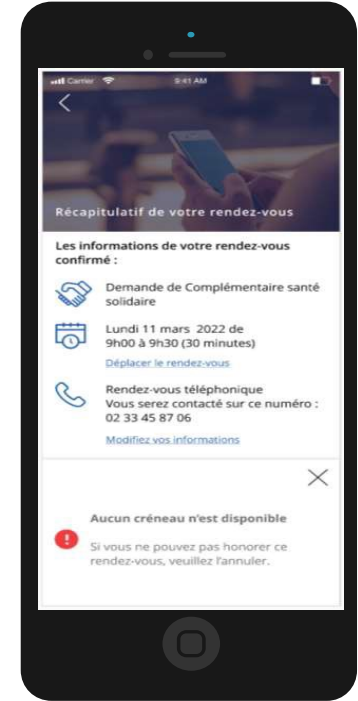 Carrier 9:41 AM
Récapitulatif de votre rendez-vous
Les informations de votre rendez-vous
confirmé :
Demande de Complémentaire santé
solidaire
Lundi 11 mars 2022 de
9h00 à 9h30 (30 minutes)
Déplacer le rendez-vous
Rendez-vous téléphonique
Vous serez contacté sur ce numéro :
02 33 45 87 06
Modifiez vos informations
Aucun créneau n'est disponible
Si vous ne pouvez pas honorer ce
rendez-vous, veuillez l'annuler.